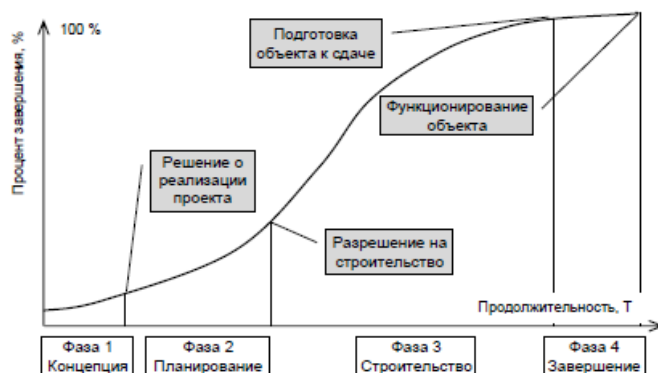 100 %
Процент завершения, %
Подготовка
объекта к сдаче
Функционирование
объекта
Решение о
реализации
проекта
Разрешение на
строительство
Продолжительность, Т
Фаза 1
Концепция
Фаза 2
Планирование
Фаза 3
Строительство
Фаза 4
Завершение